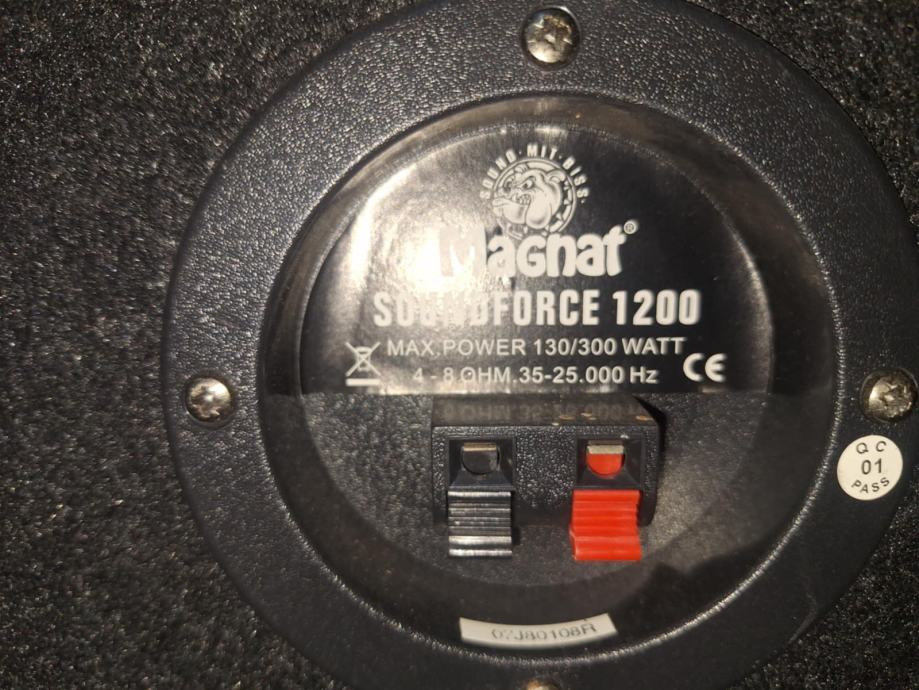 SOUND·MIT·BISS·
Magnat®
SOUNDFORCE 1200
MAX. POWER 130/300 WATT
4 - 8 OHM.35-25.000 Hz
CE
QC
01
PASS